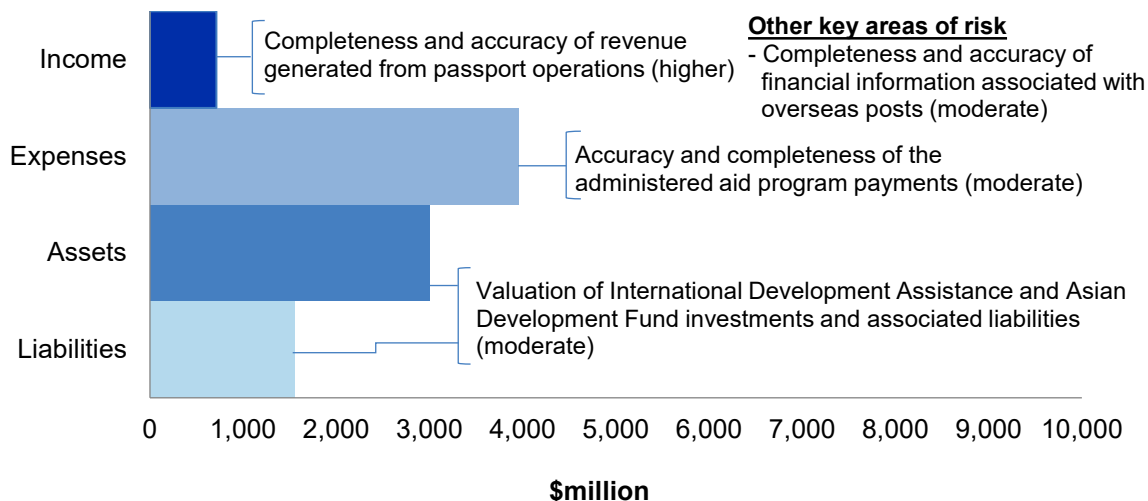 Income
Completeness and accuracy of revenue
generated from passport operations (higher)
Other key areas of risk
- Completeness and accuracy of
financial information associated with
overseas posts (moderate)
Expenses
Accuracy and completeness of the
administered aid program payments (moderate)
Assets
Valuation of International Development Assistance and Asian
Development Fund investments and associated liabilities
(moderate)
Liabilities
0 1,000 2,000 3,000 4,000 5,000 6,000 7,000 8,000 9,000 10,000
$million